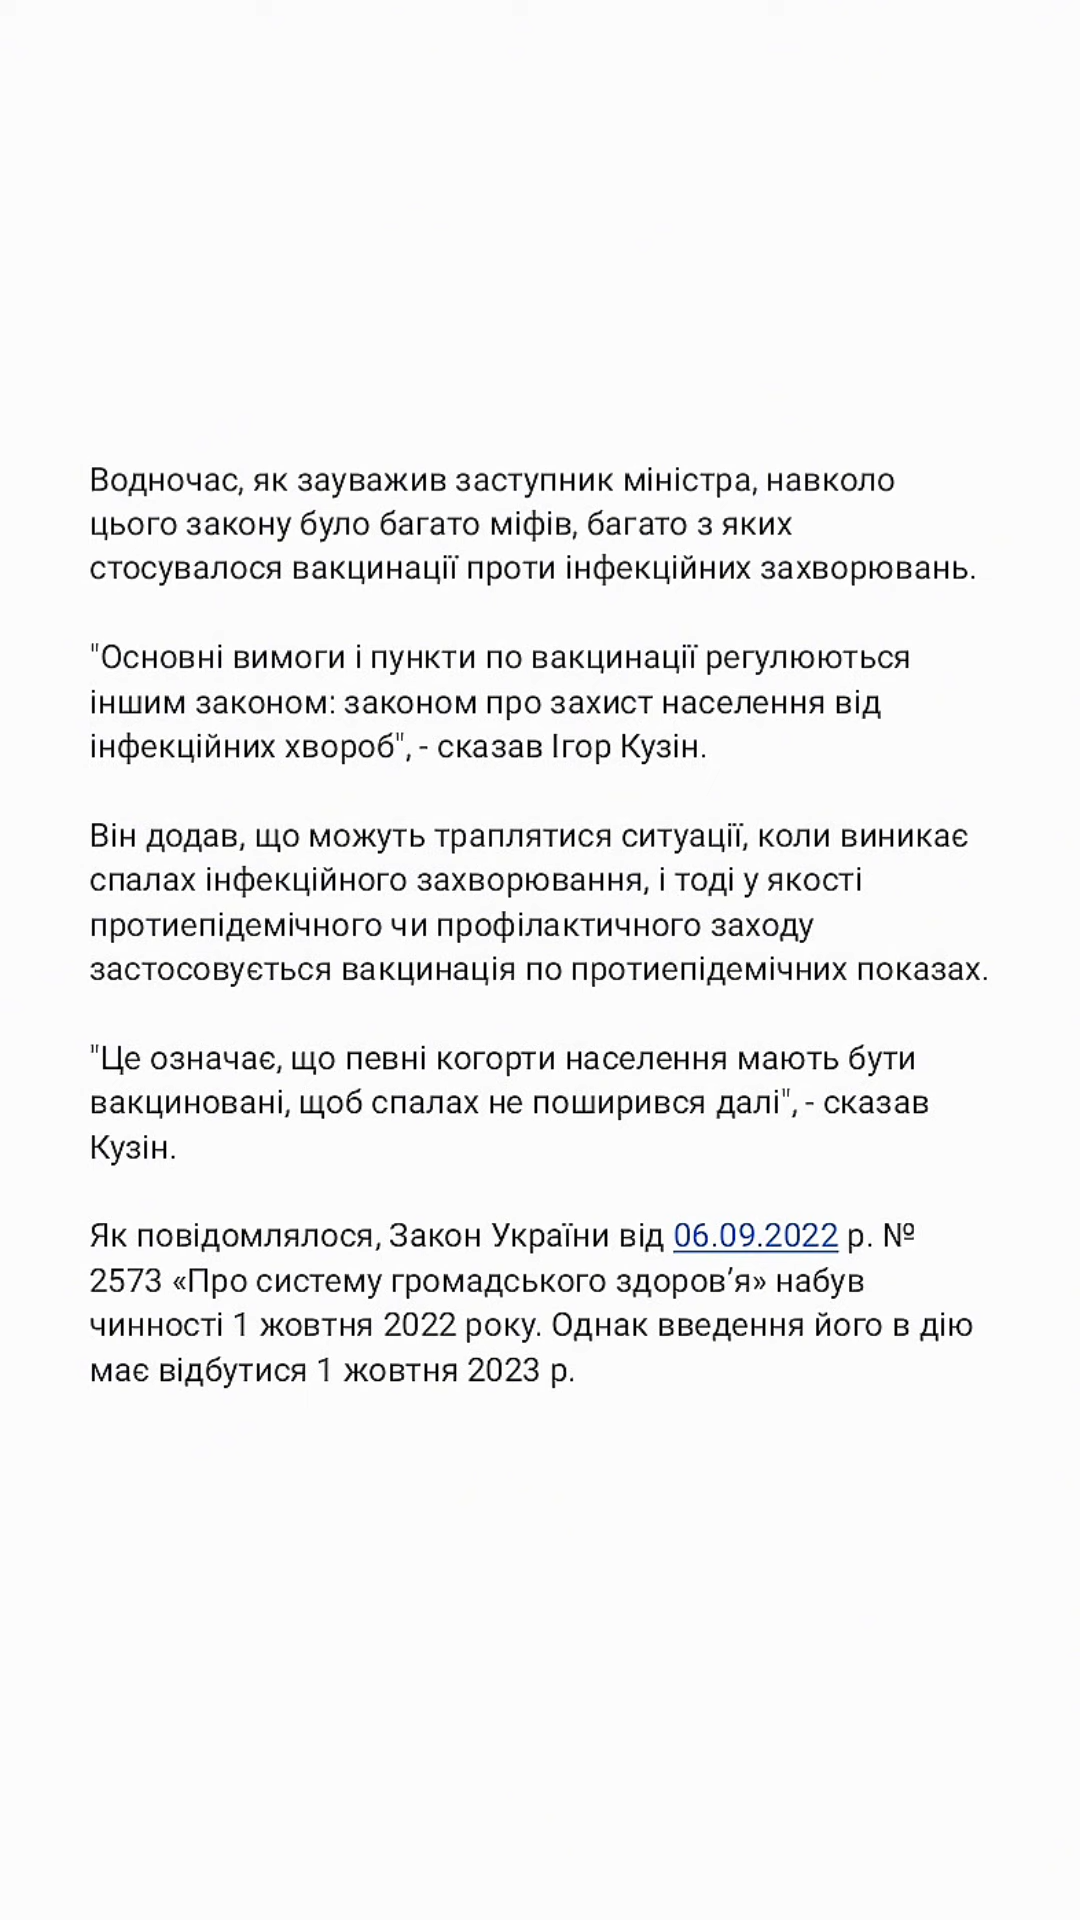 Водночас, як зауважив заступник міністра, навколо
цього закону було багато міфів, багато з яких
стосувалося вакцинації проти інфекційних захворювань.
"Основні вимоги і пункти по вакцинації регулюються
іншим законом: законом про захист населення від
інфекційних хвороб", - сказав Ігор Кузін.
Він додав, що можуть траплятися ситуації, коли виникає
спалах інфекційного захворювання, і тоді у якості
протиепідемічного чи профілактичного заходу
застосовується вакцинація по протиепідемічних показах.
"Це означає, що певні когорти населення мають бути
вакциновані, щоб спалах не поширився далі", - сказав
Кузін.
Як повідомлялося, Закон України від 06.09.2022 р. №
2573 «Про систему громадського здоров’я» набув
чинності 1 жовтня 2022 року. Однак введення його в дію
має відбутися 1 жовтня 2023 р.